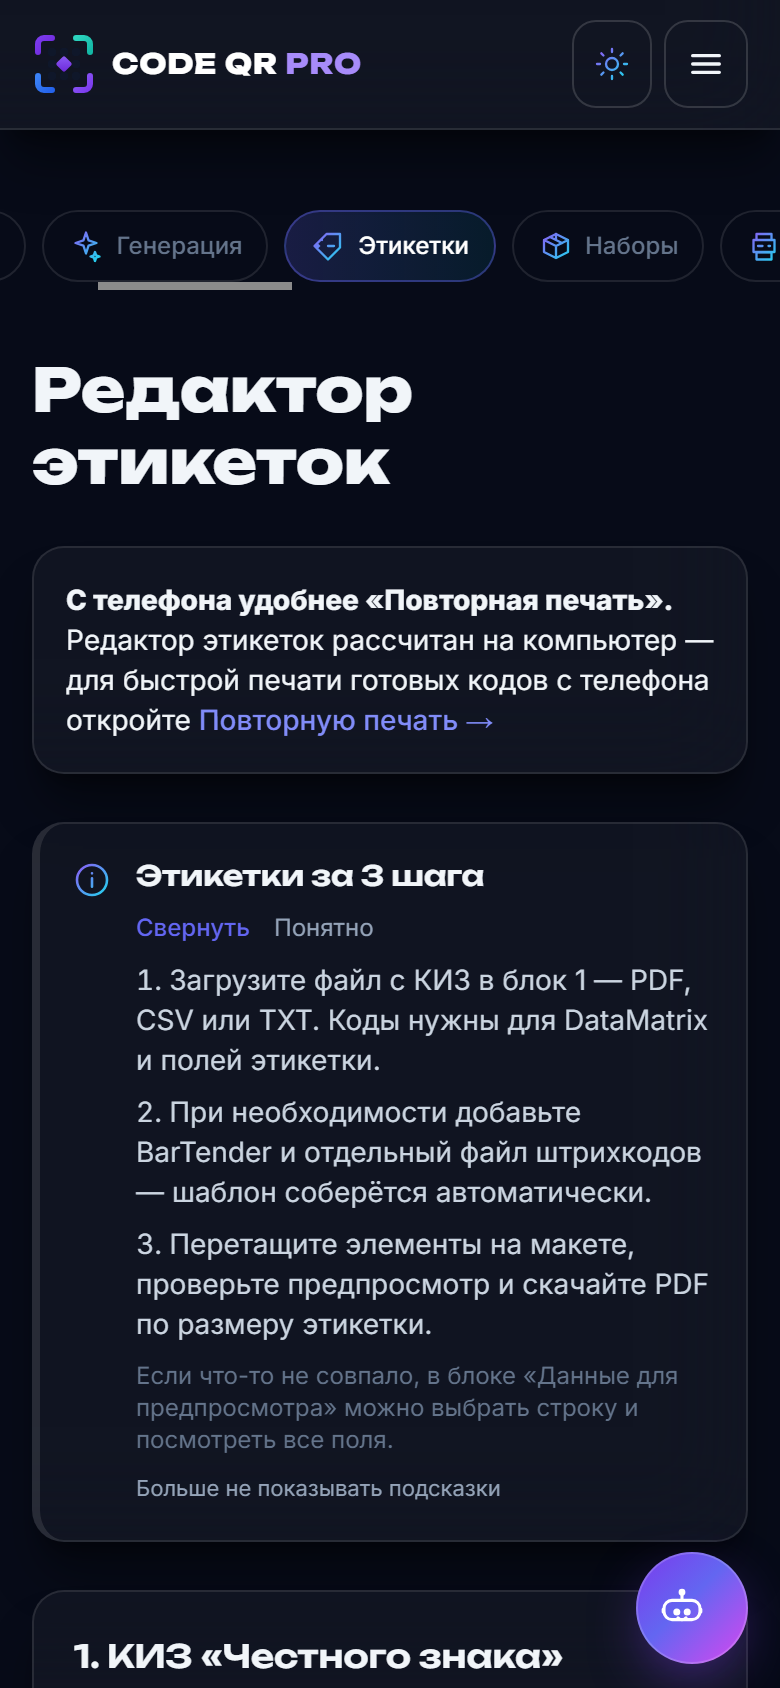 CODE QR PRO
Генерация
Этикетки
Наборы
Редактор
этикеток
С телефона удобнее «Повторная печать».
Редактор этикеток рассчитан на компьютер —
для быстрой печати готовых кодов с телефона
откройте Повторную печать →
Этикетки за 3 шага
Свернуть Понятно
1. Загрузите файл с КИЗ в блок 1 — PDF,
CSV или TXT. Коды нужны для DataMatrix
и полей этикетки.
2. При необходимости добавьте
BarTender и отдельный файл штрихкодов
— шаблон соберётся автоматически.
3. Перетащите элементы на макете,
проверьте предпросмотр и скачайте PDF
по размеру этикетки.
Если что-то не совпало, в блоке «Данные для
предпросмотра» можно выбрать строку и
посмотреть все поля.
Больше не показывать подсказки
1. КИЗ «Честного знака»